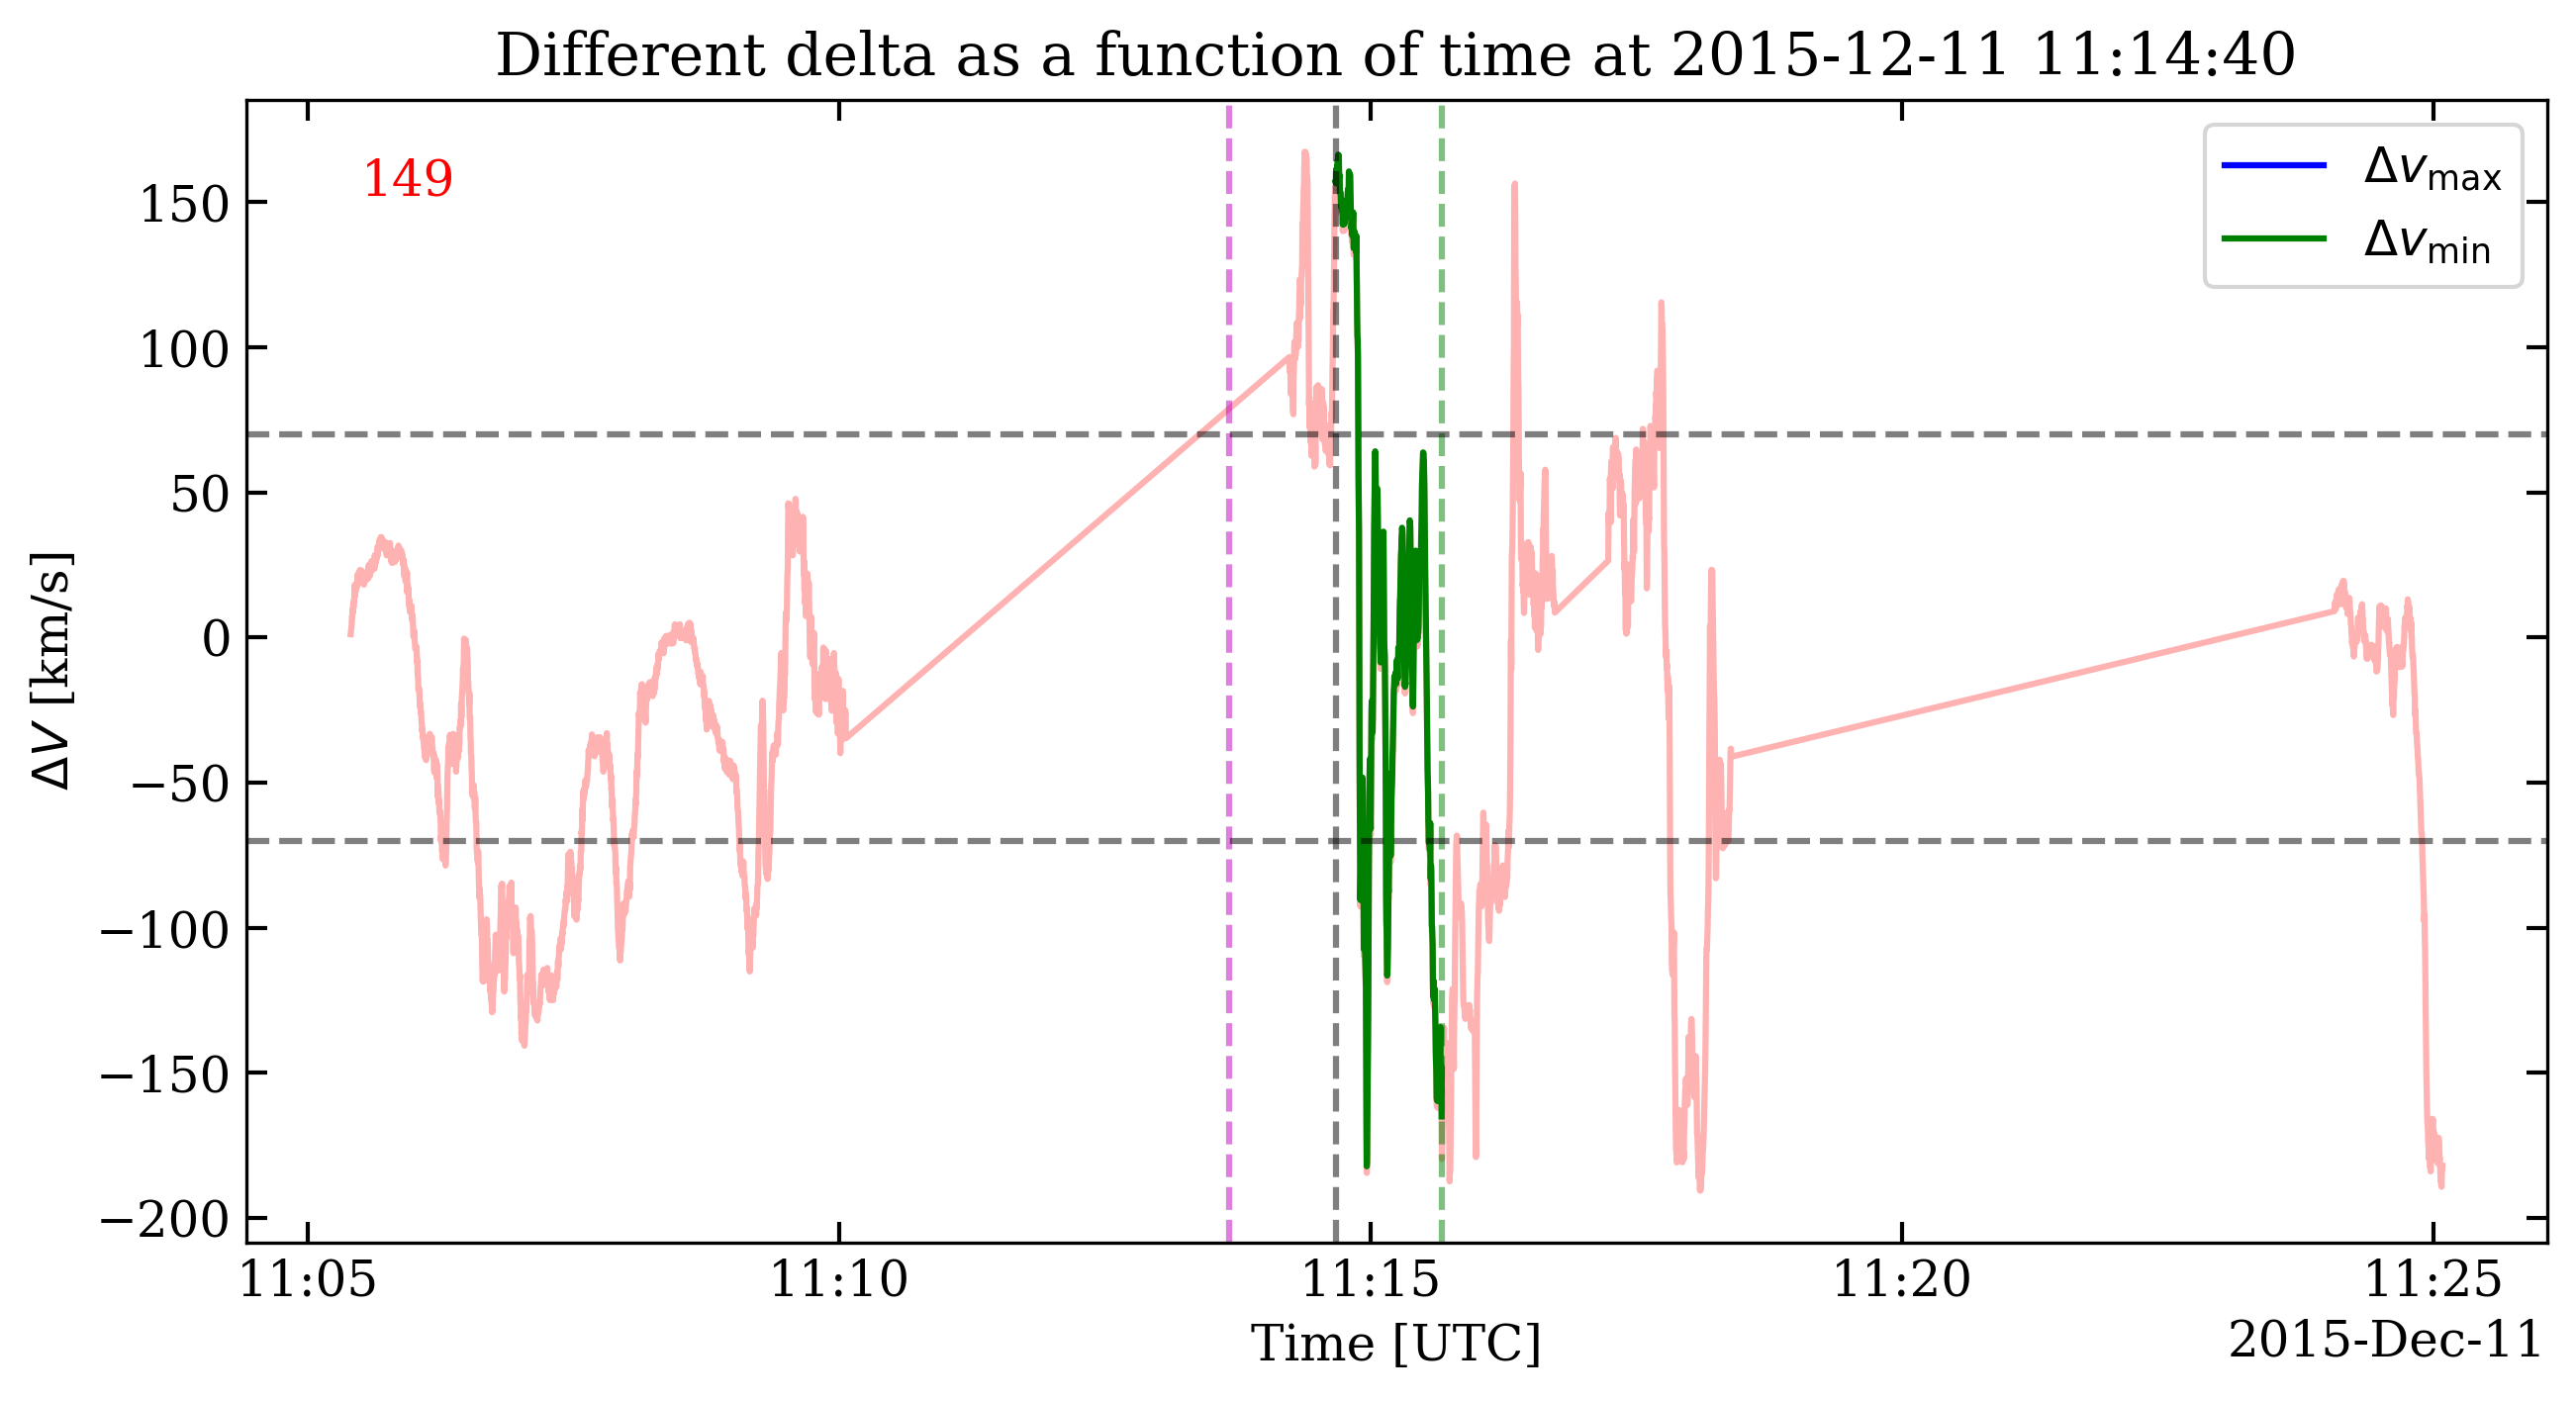 Different delta as a function of time at 2015-12-11 11:14:40
149
Δv_max
Δv_min
ΔV [km/s]
150
100
50
0
−50
−100
−150
−200
11:05 11:10 11:15 11:20 11:25
Time [UTC]
2015-Dec-11